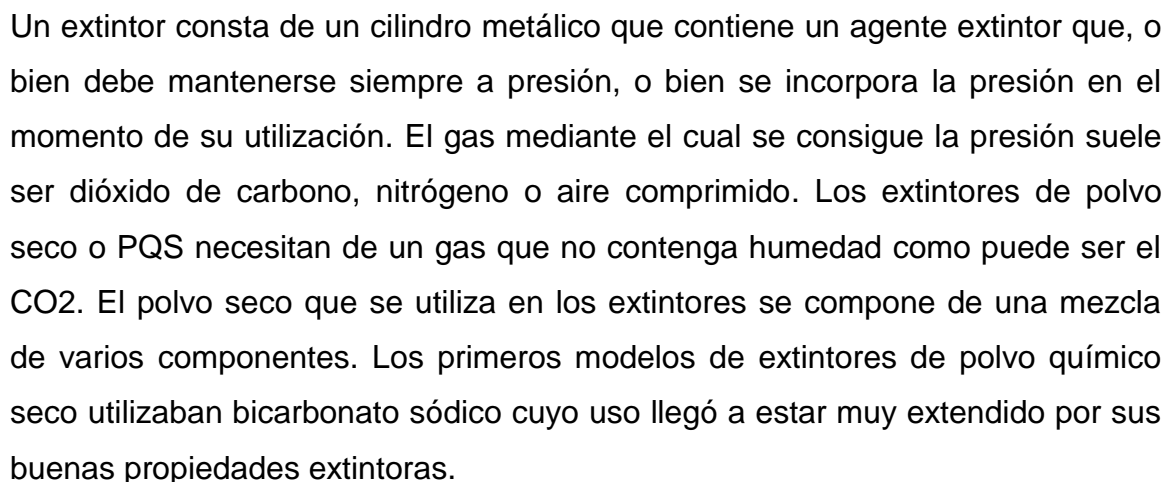 Un extintor consta de un cilindro metálico que contiene un agente extintor que, o
bien debe mantenerse siempre a presión, o bien se incorpora la presión en el
momento de su utilización. El gas mediante el cual se consigue la presión suele
ser dióxido de carbono, nitrógeno o aire comprimido. Los extintores de polvo
seco o PQS necesitan de un gas que no contenga humedad como puede ser el
CO2. El polvo seco que se utiliza en los extintores se compone de una mezcla
de varios componentes. Los primeros modelos de extintores de polvo químico
seco utilizaban bicarbonato sódico cuyo uso llegó a estar muy extendido por sus
buenas propiedades extintoras.